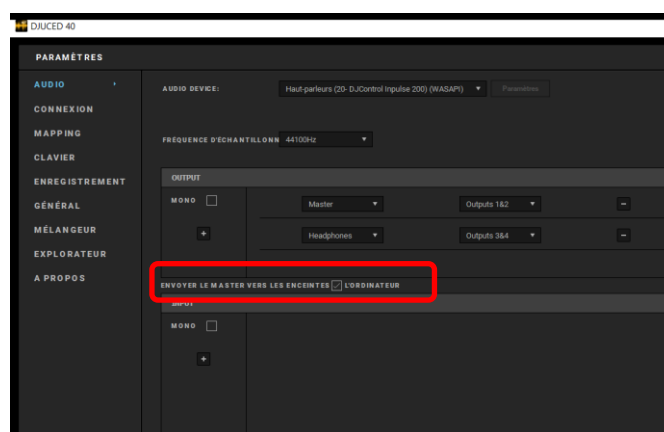 DJUCED 40
PARAMÈTRES
AUDIO
AUDIO DEVICE:
Haut-parleurs (20- DJControl Inpulse 200) (WASAPI)
Paramètres
CONNEXION
MAPPING
FRÉQUENCE D'ÉCHANTILLONN
44100Hz
CLAVIER
ENREGISTREMENT
OUTPUT
GÉNÉRAL
MONO
Master
Outputs 1&2
MÉLANGEUR
Headphones
Outputs 3&4
EXPLORATEUR
A PROPOS
ENVOYER LE MASTER VERS LES ENCEINTES L'ORDINATEUR
INPUT
MONO